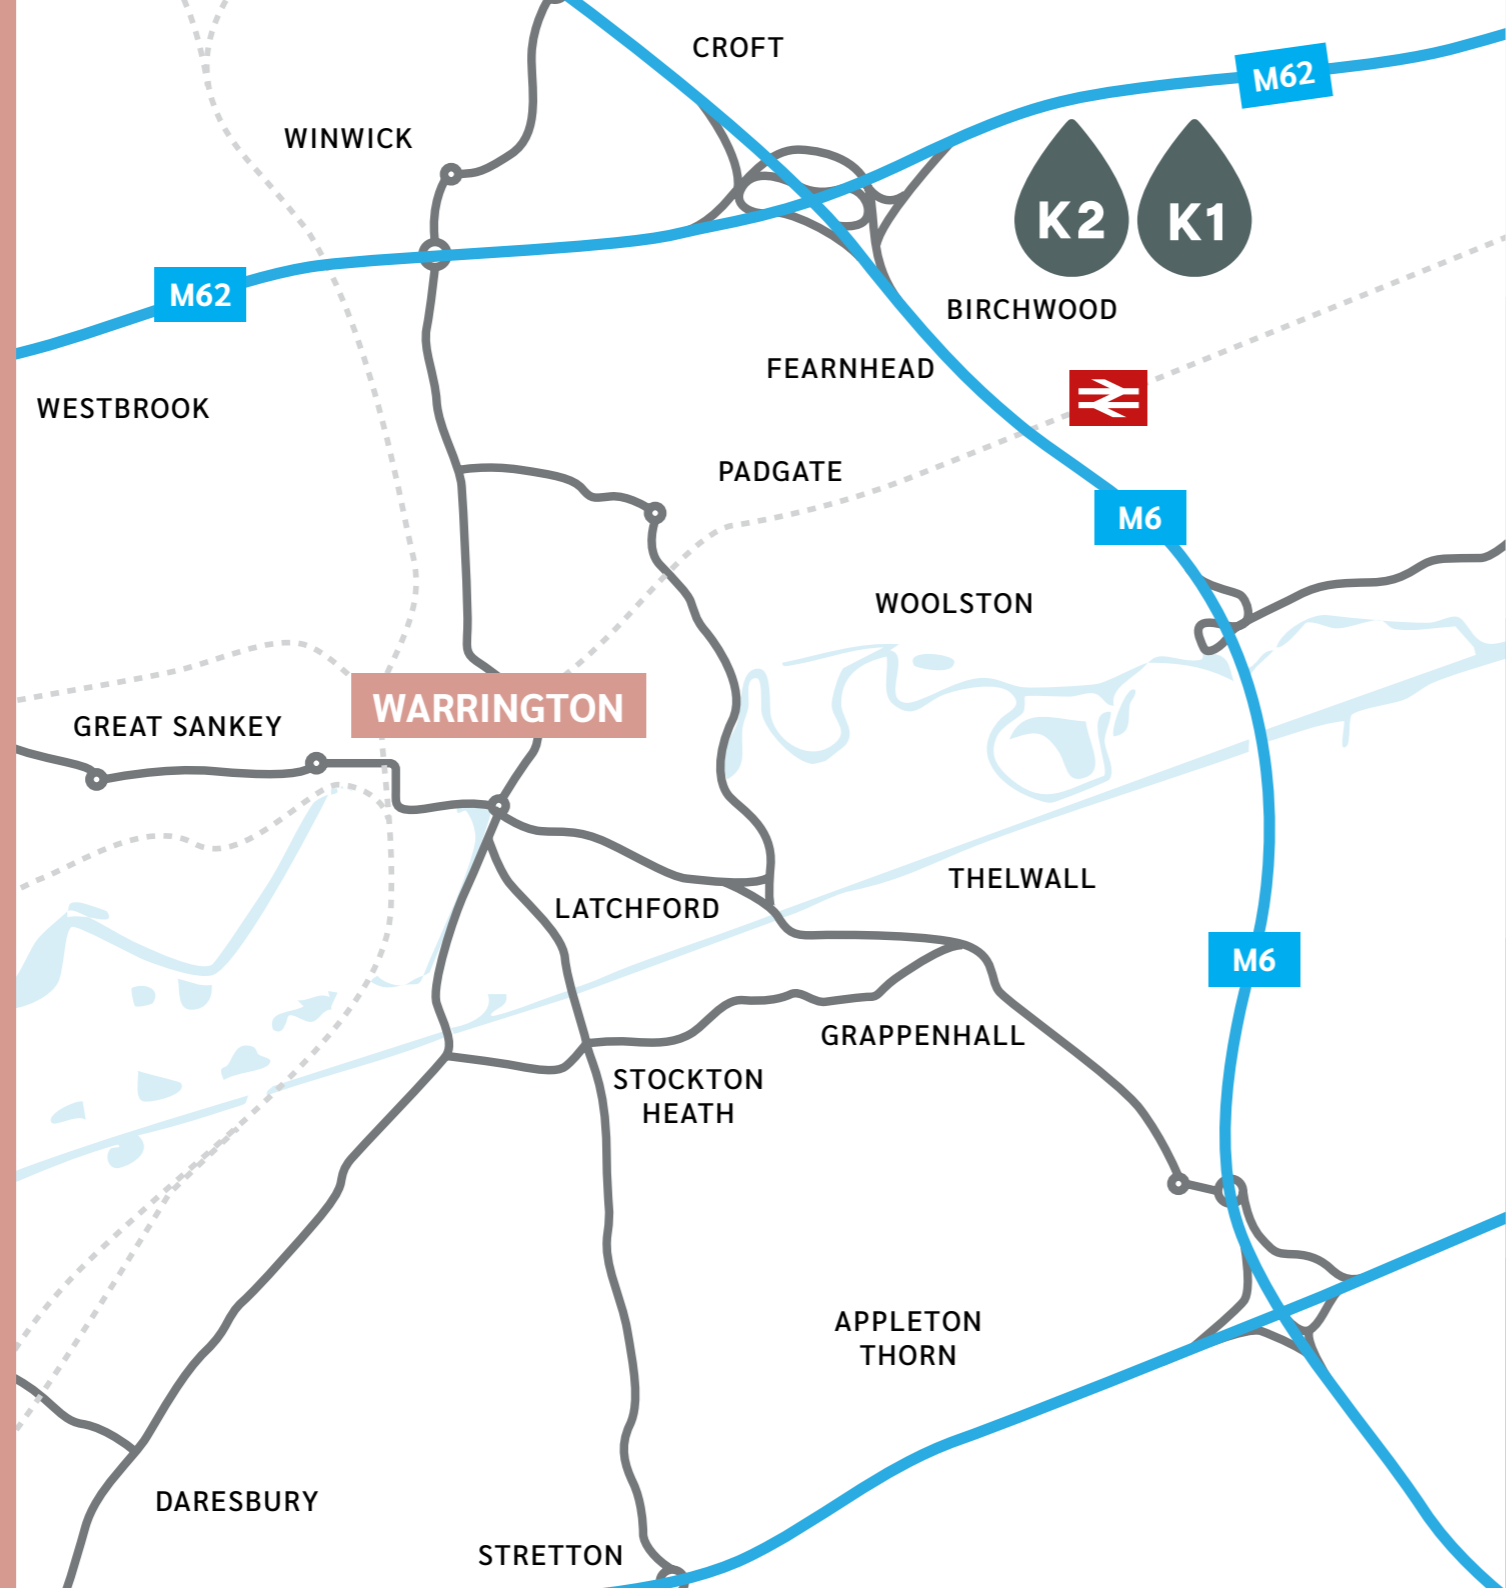 CROFT
M62
WINWICK
K2
K1
M62
BIRCHWOOD
FEARNHEAD
WESTBROOK
PADGATE
M6
WOOLSTON
WARRINGTON
GREAT SANKEY
THELWALL
LATCHFORD
M6
GRAPPENHALL
STOCKTON
HEATH
APPLETON
THORN
DARESBURY
STRETTON